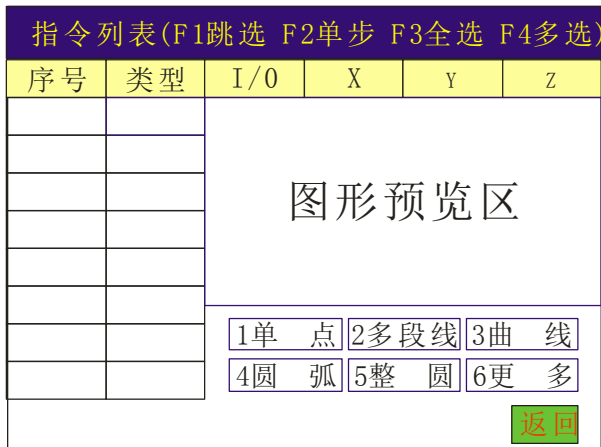 指令列表(F1跳选 F2单步 F3全选 F4多选)
序号 类型 I/O X Y Z
图形预览区
1单 点 2多段线 3曲 线
4圆 弧 5整 圆 6更 多
返回